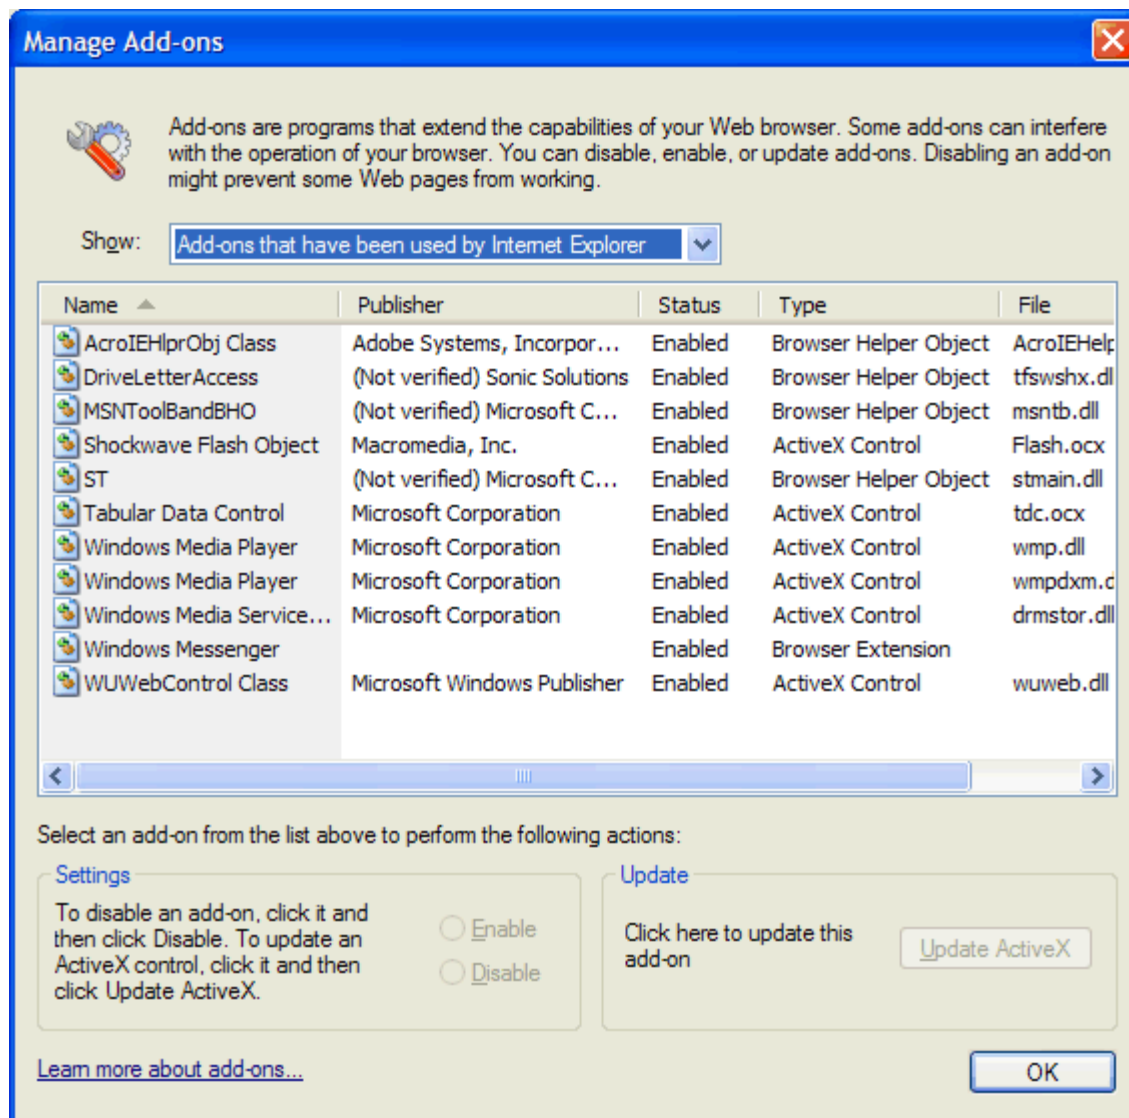 Manage Add-ons
Add-ons are programs that extend the capabilities of your Web browser. Some add-ons can interfere
with the operation of your browser. You can disable, enable, or update add-ons. Disabling an add-on
might prevent some Web pages from working.
Show: Add-ons that have been used by Internet Explorer
Name Publisher Status Type File
AcroIEHlprObj Class Adobe Systems, Incorpor... Enabled Browser Helper Object AcroIEHelp
DriveLetterAccess (Not verified) Sonic Solutions Enabled Browser Helper Object tfswshx.dl
MSNToolBandBHO (Not verified) Microsoft C... Enabled Browser Helper Object msntb.dll
Shockwave Flash Object Macromedia, Inc. Enabled ActiveX Control Flash.ocx
ST (Not verified) Microsoft C... Enabled Browser Helper Object stmain.dll
Tabular Data Control Microsoft Corporation Enabled ActiveX Control tdc.ocx
Windows Media Player Microsoft Corporation Enabled ActiveX Control wmp.dll
Windows Media Player Microsoft Corporation Enabled ActiveX Control wmpdxm.d
Windows Media Service... Microsoft Corporation Enabled ActiveX Control drmstor.dll
Windows Messenger Enabled Browser Extension
WUWebControl Class Microsoft Windows Publisher Enabled ActiveX Control wuweb.dll
Select an add-on from the list above to perform the following actions:
Settings
To disable an add-on, click it and
then click Disable. To update an
ActiveX control, click it and then
click Update ActiveX.
Enable
Disable
Update
Click here to update this
add-on
Update ActiveX
Learn more about add-ons...
OK